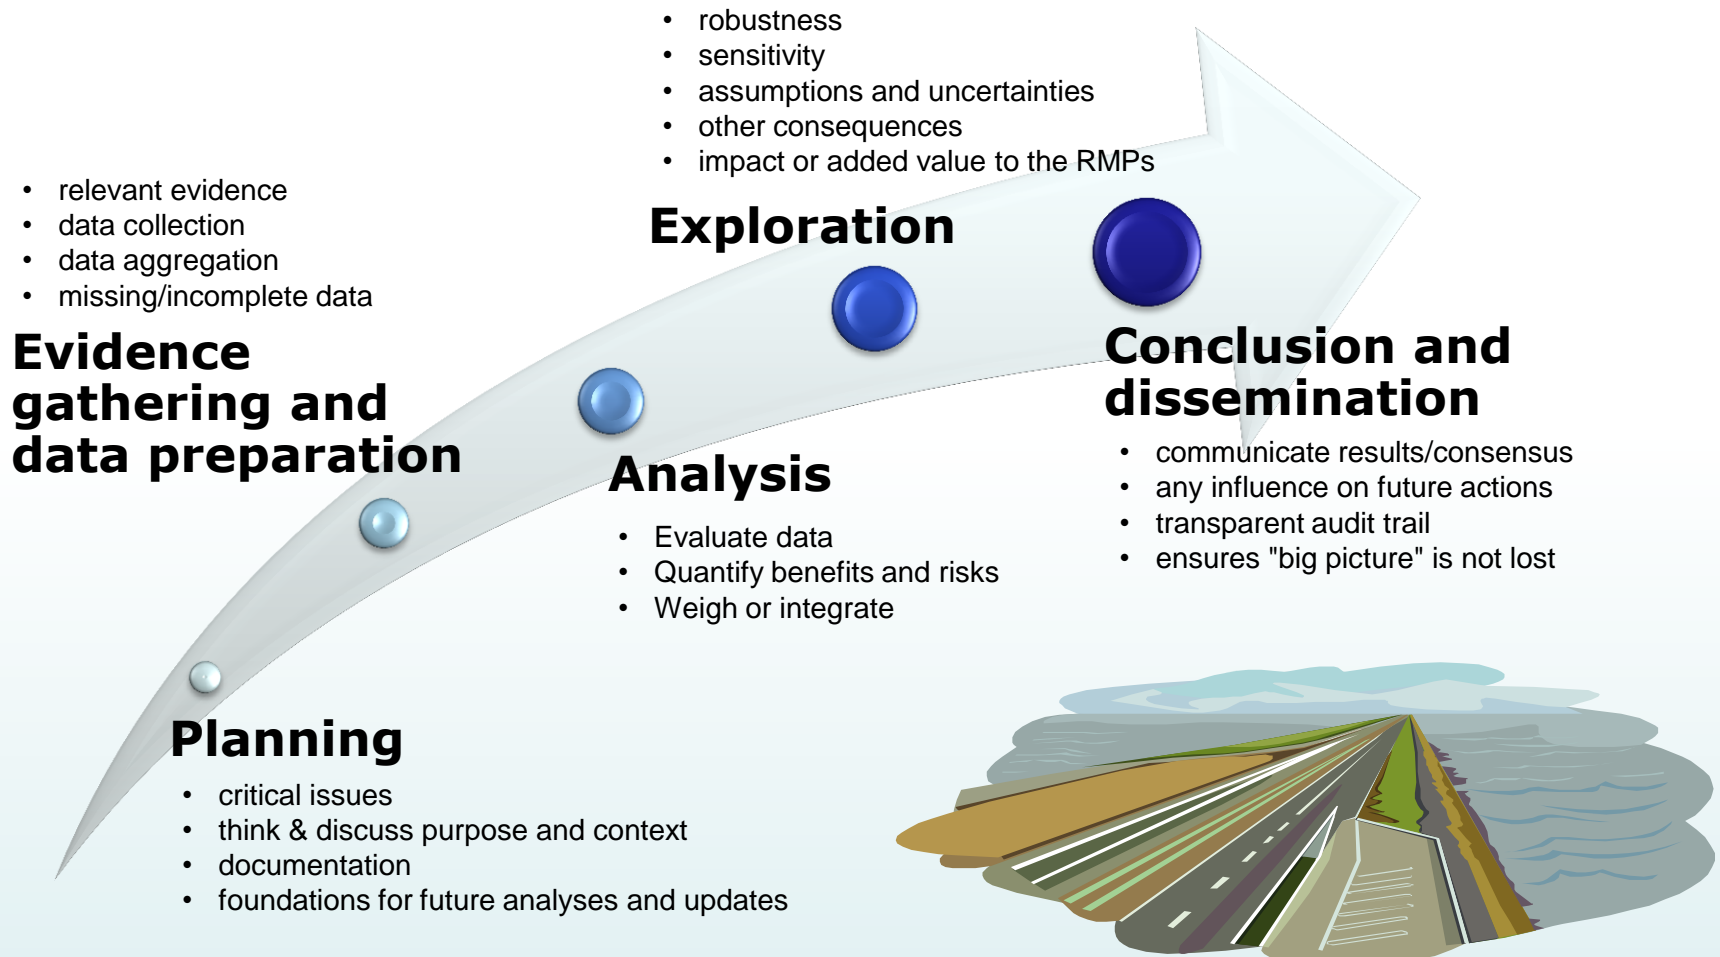 • robustness
• sensitivity
• assumptions and uncertainties
• other consequences
• impact or added value to the RMPs
Exploration
• relevant evidence
• data collection
• data aggregation
• missing/incomplete data
Evidence
gathering and
data preparation
Conclusion and
dissemination
• communicate results/consensus
• any influence on future actions
• transparent audit trail
• ensures "big picture" is not lost
Analysis
• Evaluate data
• Quantify benefits and risks
• Weigh or integrate
Planning
• critical issues
• think & discuss purpose and context
• documentation
• foundations for future analyses and updates